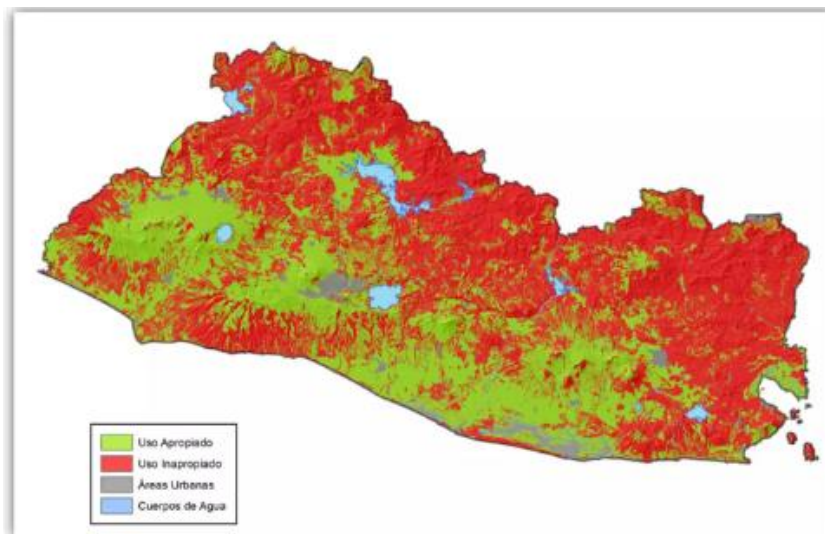 Uso Apropiado
Uso Inapropiado
Áreas Urbanas
Cuerpos de Agua